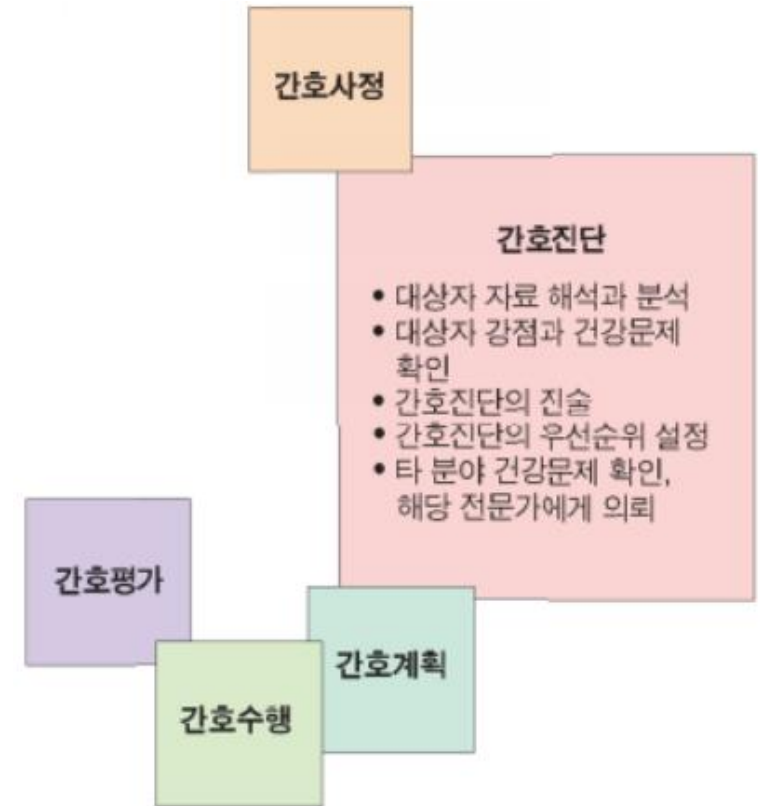 간호사정
간호진단
• 대상자 자료 해석과 분석
• 대상자 강점과 건강문제
확인
• 간호진단의 진술
• 간호진단의 우선순위 설정
• 타 분야 건강문제 확인,
해당 전문가에게 의뢰
간호평가
간호계획
간호수행